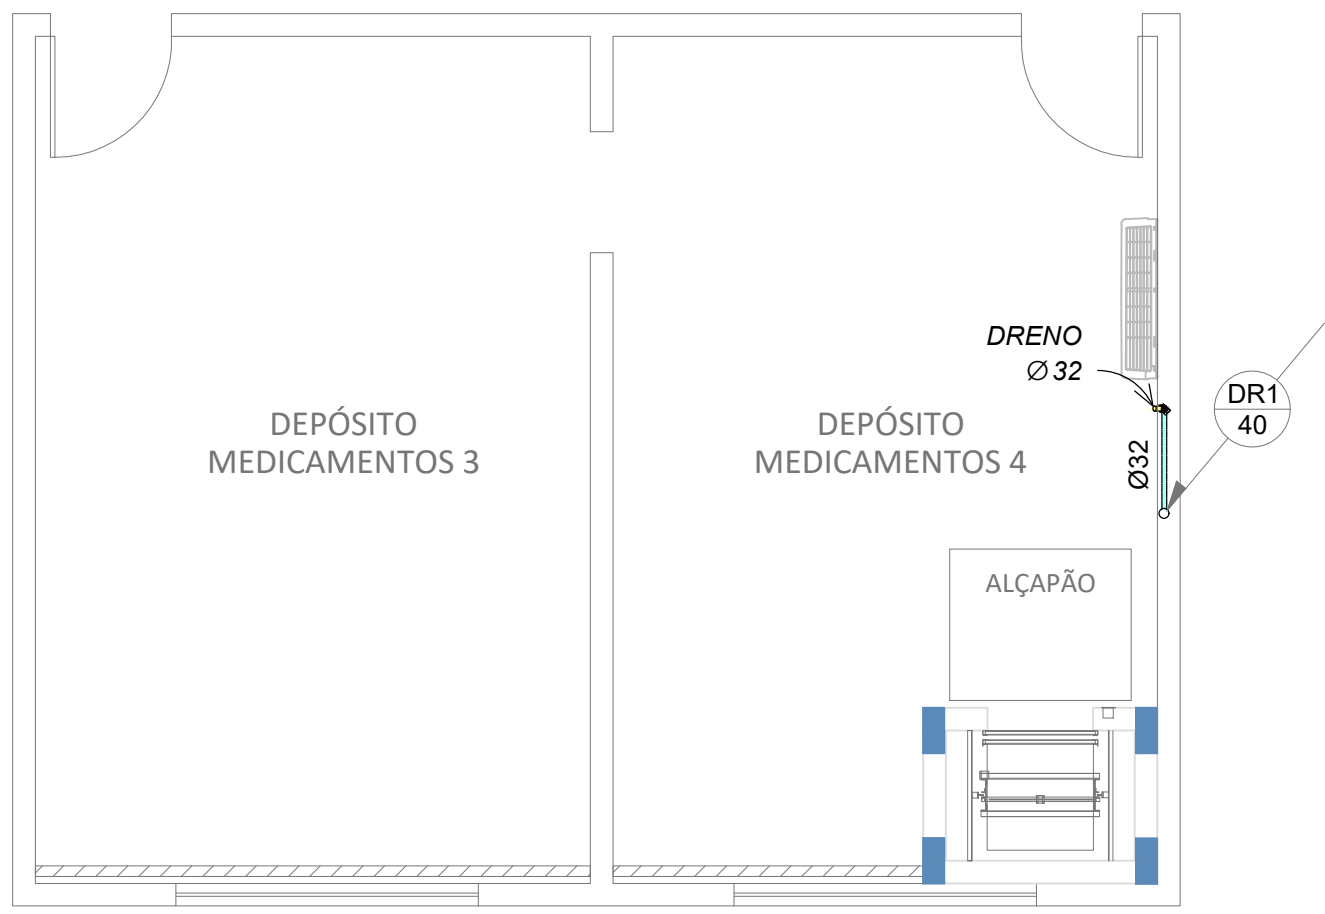 DRENO
Ø 32
DR1
40
DEPÓSITO
MEDICAMENTOS 3
DEPÓSITO
MEDICAMENTOS 4
Ø32
ALÇAPÃO